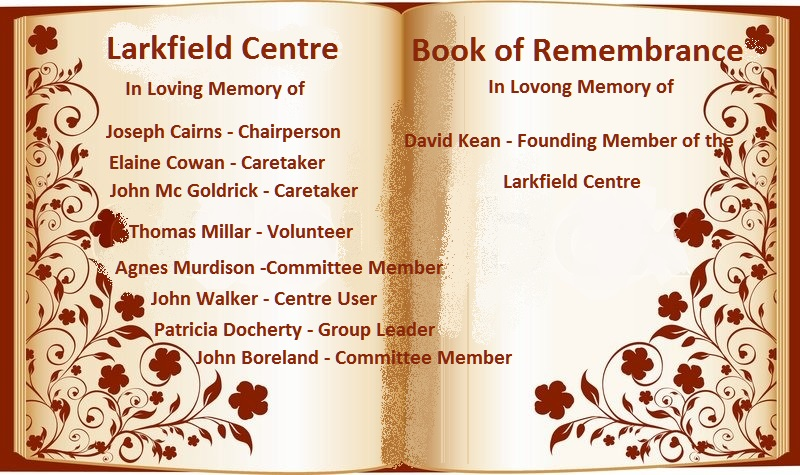 Larkfield Centre
In Loving Memory of
Joseph Cairns - Chairperson
Elaine Cowan - Caretaker
John Mc Goldrick - Caretaker
Thomas Millar - Volunteer
Agnes Murdison -Committee Member
John Walker - Centre User
Patricia Docherty - Group Leader
John Boreland - Committee Member
Book of Remembrance
In Lovong Memory of
David Kean - Founding Member of the
Larkfield Centre